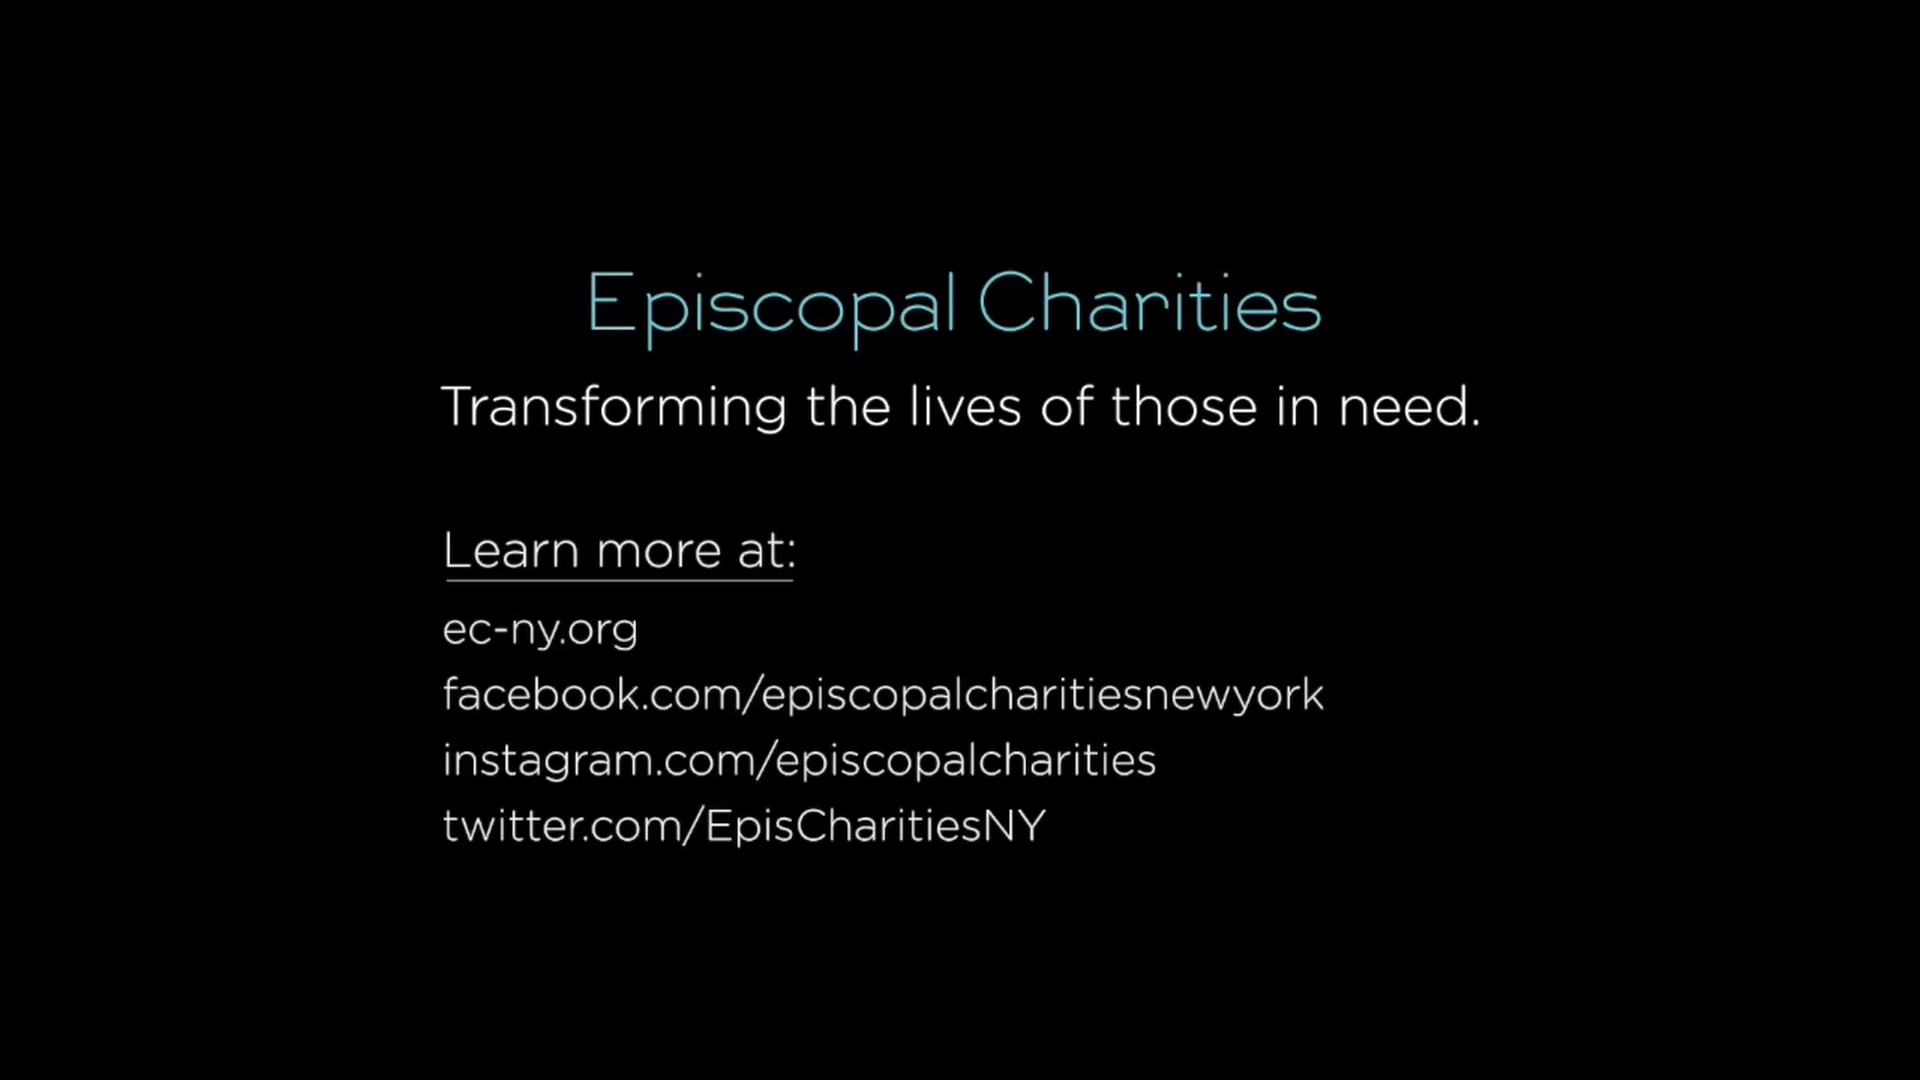 Episcopal Charities
Transforming the lives of those in need.
Learn more at:
ec-ny.org
facebook.com/episcopalcharitiesnewyork
instagram.com/episcopalcharities
twitter.com/EpisCharitiesNY